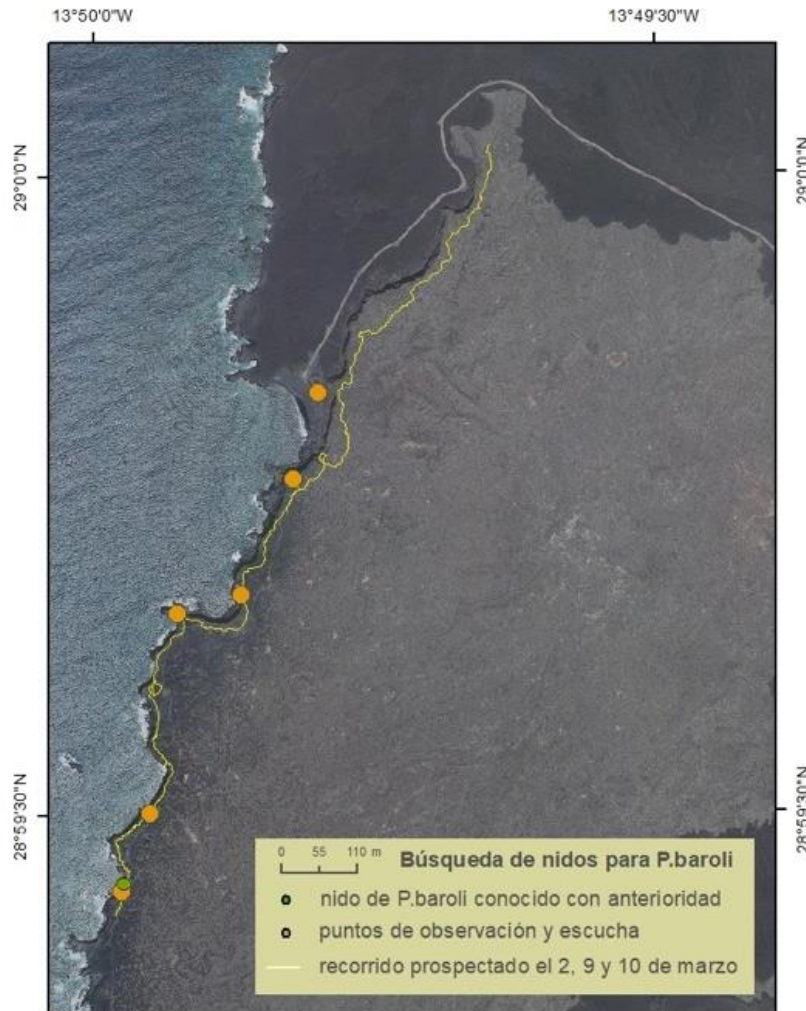 13°50'0"W 13°49'30"W
29°0'0"N 29°0'0"N
28°59'30"N 28°59'30"N
0 55 110 m Búsqueda de nidos para P.baroli
nido de P.baroli conocido con anterioridad
puntos de observación y escucha
recorrido prospectado el 2, 9 y 10 de marzo